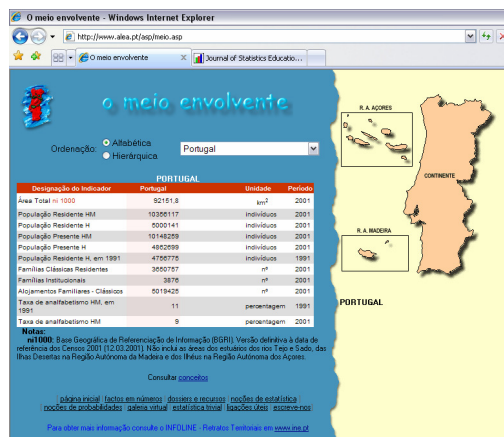 O meio envolvente - Windows Internet Explorer
http://www.alea.pt/asp/meio.asp
O meio envolvente
Journal of Statistics Educatio...
o meio envolvente
Ordenação:
Alfabética
Hierárquica
Portugal
PORTUGAL
Designação do Indicador Portugal Unidade Período
Área Total ni 1000 92151,8 km2 2001
População Residente HM 10356117 indivíduos 2001
População Residente H 5000141 indivíduos 2001
População Presente HM 10148259 indivíduos 2001
População Presente H 4862699 indivíduos 2001
População Residente H, em 1991 4756775 indivíduos 1991
Famílias Clássicas Residentes 3650757 nº 2001
Famílias Institucionais 3876 nº 2001
Alojamentos Familiares - Clássicos 5019425 nº 2001
Taxa de analfabetismo HM, em 1991 11 percentagem 1991
Taxa de analfabetismo HM 9 percentagem 2001
Notas:
ni1000: Base Geográfica de Referenciação de Informação (BGRI). Versão definitiva à data de
referência dos Censos 2001 (12.03.2001). Não inclui as áreas dos estuários dos rios Tejo e Sado, das
Ilhas Desertas na Região Autónoma da Madeira e dos Ilhéus na Região Autónoma dos Açores.
Consultar conceitos
| página inicial | factos em números | dossiers e recursos | noções de estatística |
| noções de probabilidades | galeria virtual | estatística trivial | ligações úteis | escreve-nos |
Para obter mais informação consulte o INFOLINE - Retratos Territoriais em www.ine.pt
R. A. AÇORES
CONTINENTE
R. A. MADEIRA
PORTUGAL